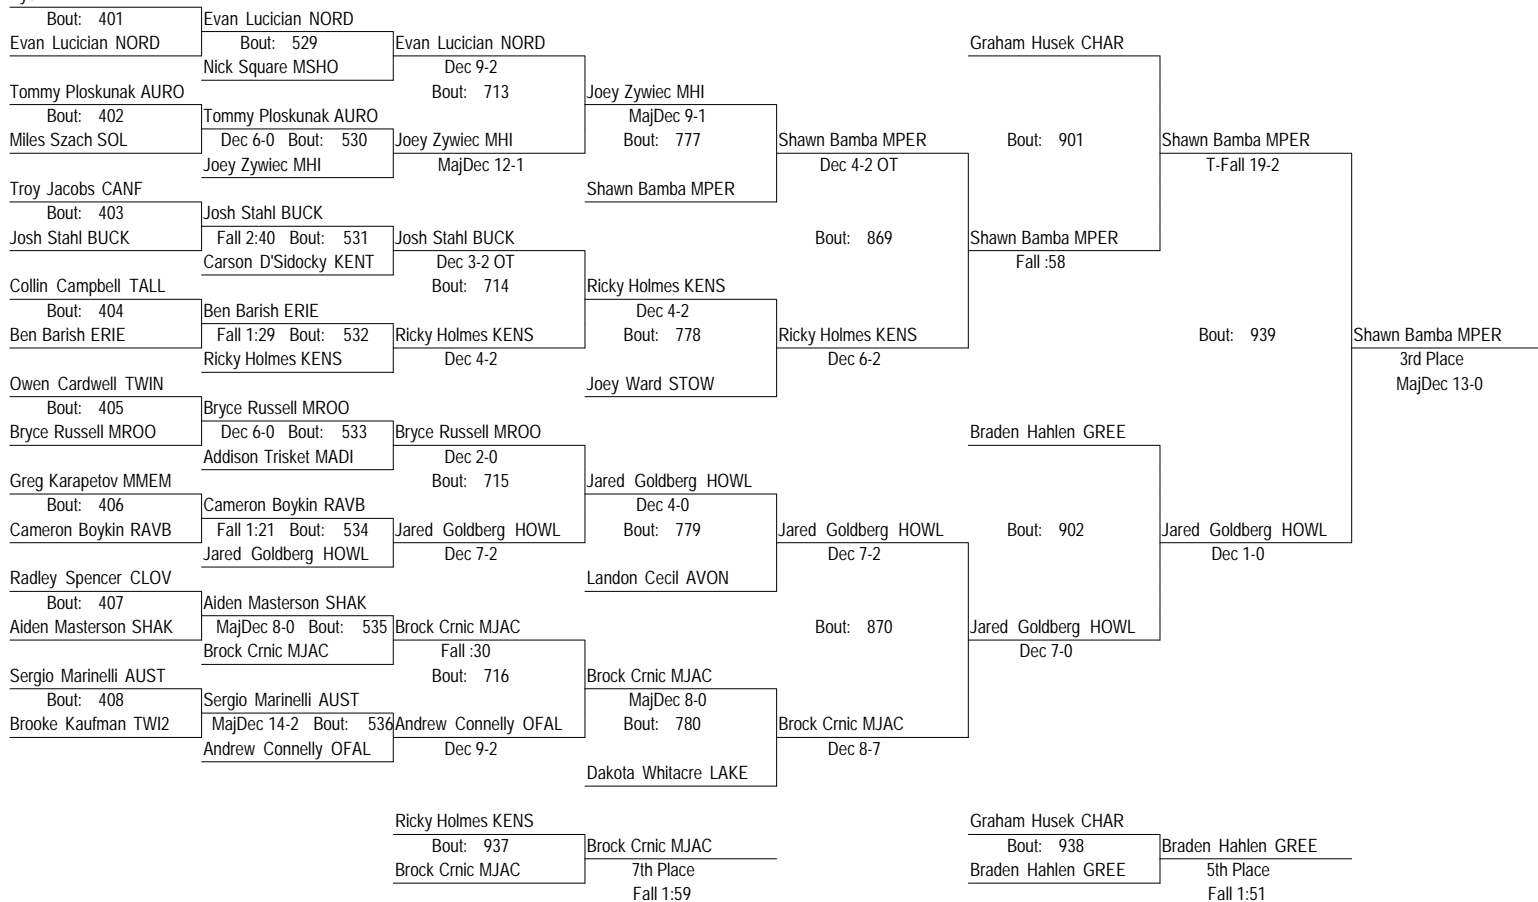 Bout: 401
Evan Lucician NORD
Evan Lucician NORD
Bout: 529
Evan Lucician NORD
Graham Husek CHAR
Nick Square MSHO
Dec 9-2
Tommy Ploskunak AURO
Bout: 713
Joey Zywiec MHI
Bout: 402
Tommy Ploskunak AURO
MajDec 9-1
Miles Szach SOL
Dec 6-0 Bout: 530
Joey Zywiec MHI
Bout: 777
Shawn Bamba MPER
Bout: 901
Shawn Bamba MPER
Joey Zywiec MHI
MajDec 12-1
Dec 4-2 OT
T-Fall 19-2
Troy Jacobs CANF
Shawn Bamba MPER
Bout: 403
Josh Stahl BUCK
Josh Stahl BUCK
Fall 2:40 Bout: 531
Josh Stahl BUCK
Bout: 869
Shawn Bamba MPER
Carson D'Sidocky KENT
Dec 3-2 OT
Fall :58
Collin Campbell TALL
Bout: 714
Ricky Holmes KENS
Bout: 404
Ben Barish ERIE
Dec 4-2
Ben Barish ERIE
Fall 1:29 Bout: 532
Ricky Holmes KENS
Bout: 778
Ricky Holmes KENS
Bout: 939
Shawn Bamba MPER
Ricky Holmes KENS
Dec 4-2
Dec 6-2
3rd Place
Owen Cardwell TWIN
Joey Ward STOW
MajDec 13-0
Bout: 405
Bryce Russell MROO
Bryce Russell MROO
Dec 6-0 Bout: 533
Bryce Russell MROO
Braden Hahlen GREE
Addison Trisket MADI
Dec 2-0
Greg Karapetov MMEM
Bout: 715
Jared Goldberg HOWL
Bout: 406
Cameron Boykin RAVB
Dec 4-0
Cameron Boykin RAVB
Fall 1:21 Bout: 534
Jared Goldberg HOWL
Bout: 779
Jared Goldberg HOWL
Bout: 902
Jared Goldberg HOWL
Jared Goldberg HOWL
Dec 7-2
Dec 7-2
Dec 1-0
Radley Spencer CLOV
Landon Cecil AVON
Bout: 407
Aiden Masterson SHAK
Aiden Masterson SHAK
MajDec 8-0 Bout: 535
Brock Crnic MJAC
Bout: 870
Jared Goldberg HOWL
Brock Crnic MJAC
Fall :30
Dec 7-0
Sergio Marinelli AUST
Bout: 716
Brock Crnic MJAC
Bout: 408
Sergio Marinelli AUST
MajDec 8-0
Brooke Kaufman TWI2
MajDec 14-2 Bout: 536
Andrew Connelly OFAL
Bout: 780
Brock Crnic MJAC
Andrew Connelly OFAL
Dec 9-2
Dec 8-7
Dakota Whitacre LAKE
Ricky Holmes KENS
Graham Husek CHAR
Bout: 937
Brock Crnic MJAC
Bout: 938
Braden Hahlen GREE
Brock Crnic MJAC
7th Place
Braden Hahlen GREE
5th Place
Fall 1:59
Fall 1:51